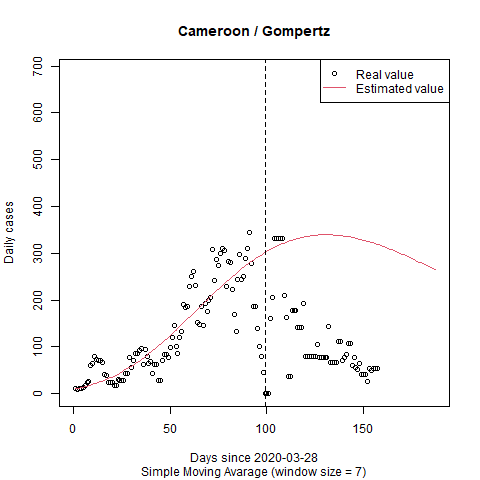 Cameroon / Gompertz
Real value
Estimated value
Daily cases
700
600
500
400
300
200
100
0
0 50 100 150
Days since 2020-03-28
Simple Moving Avarage (window size = 7)